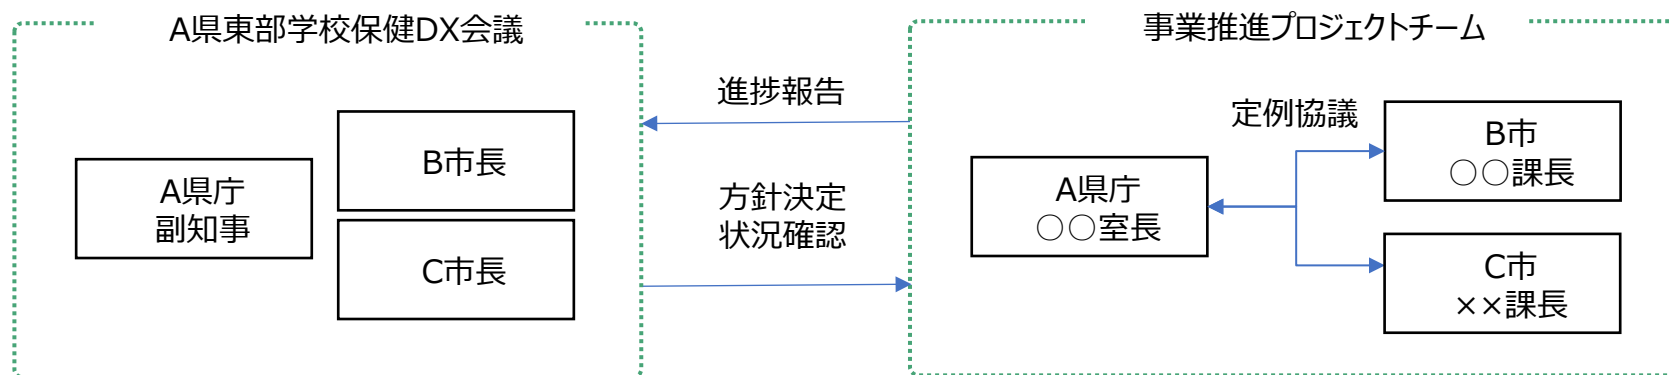 A県東部学校保健DX会議
A県庁
副知事
B市長
C市長
進捗報告
方針決定
状況確認
事業推進プロジェクトチーム
定例協議
A県庁
○○室長
B市
○○課長
C市
××課長